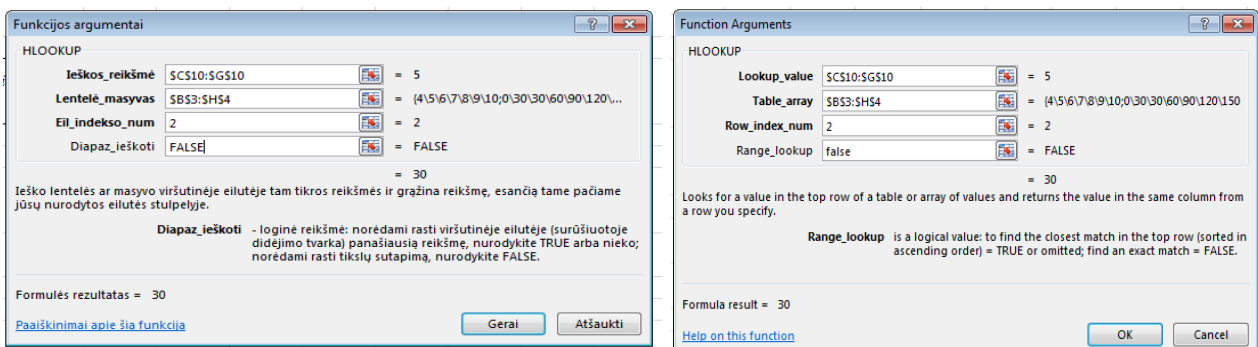 Funkcijos argumentai
HLOOKUP
Ieškos_reikšmė $C$10:$G$10 = 5
Lentelė_masyvas $B$3:$H$4 = {4\5\6\7\8\9\10;0\30\30\60\90\120\...
Eil_indekso_num 2 = 2
Diapaz_ieškoti FALSE = FALSE
= 30
Ieško lentelės ar masyvo viršutinėje eilutėje tam tikros reikšmės ir grąžina reikšmę, esančią tame pačiame
jūsų nurodytos eilutės stulpelyje.
Diapaz_ieškoti - loginė reikšmė: norėdami rasti viršutinėje eilutėje (surūšiuotoje
didėjimo tvarka) panašiausią reikšmę, nurodykite TRUE arba nieko;
norėdami rasti tikslų sutapimą, nurodykite FALSE.
Formulės rezultatas = 30
Paaiškinimai apie šia funkcija
Gerai Atšaukti
Function Arguments
HLOOKUP
Lookup_value $C$10:$G$10 = 5
Table_array $B$3:$H$4 = {4\5\6\7\8\9\10;0\30\30\60\90\120\150
Row_index_num 2 = 2
Range_lookup false = FALSE
= 30
Looks for a value in the top row of a table or array of values and returns the value in the same column from
a row you specify.
Range_lookup is a logical value: to find the closest match in the top row (sorted in
ascending order) = TRUE or omitted; find an exact match = FALSE.
Formula result = 30
Help on this function
OK Cancel